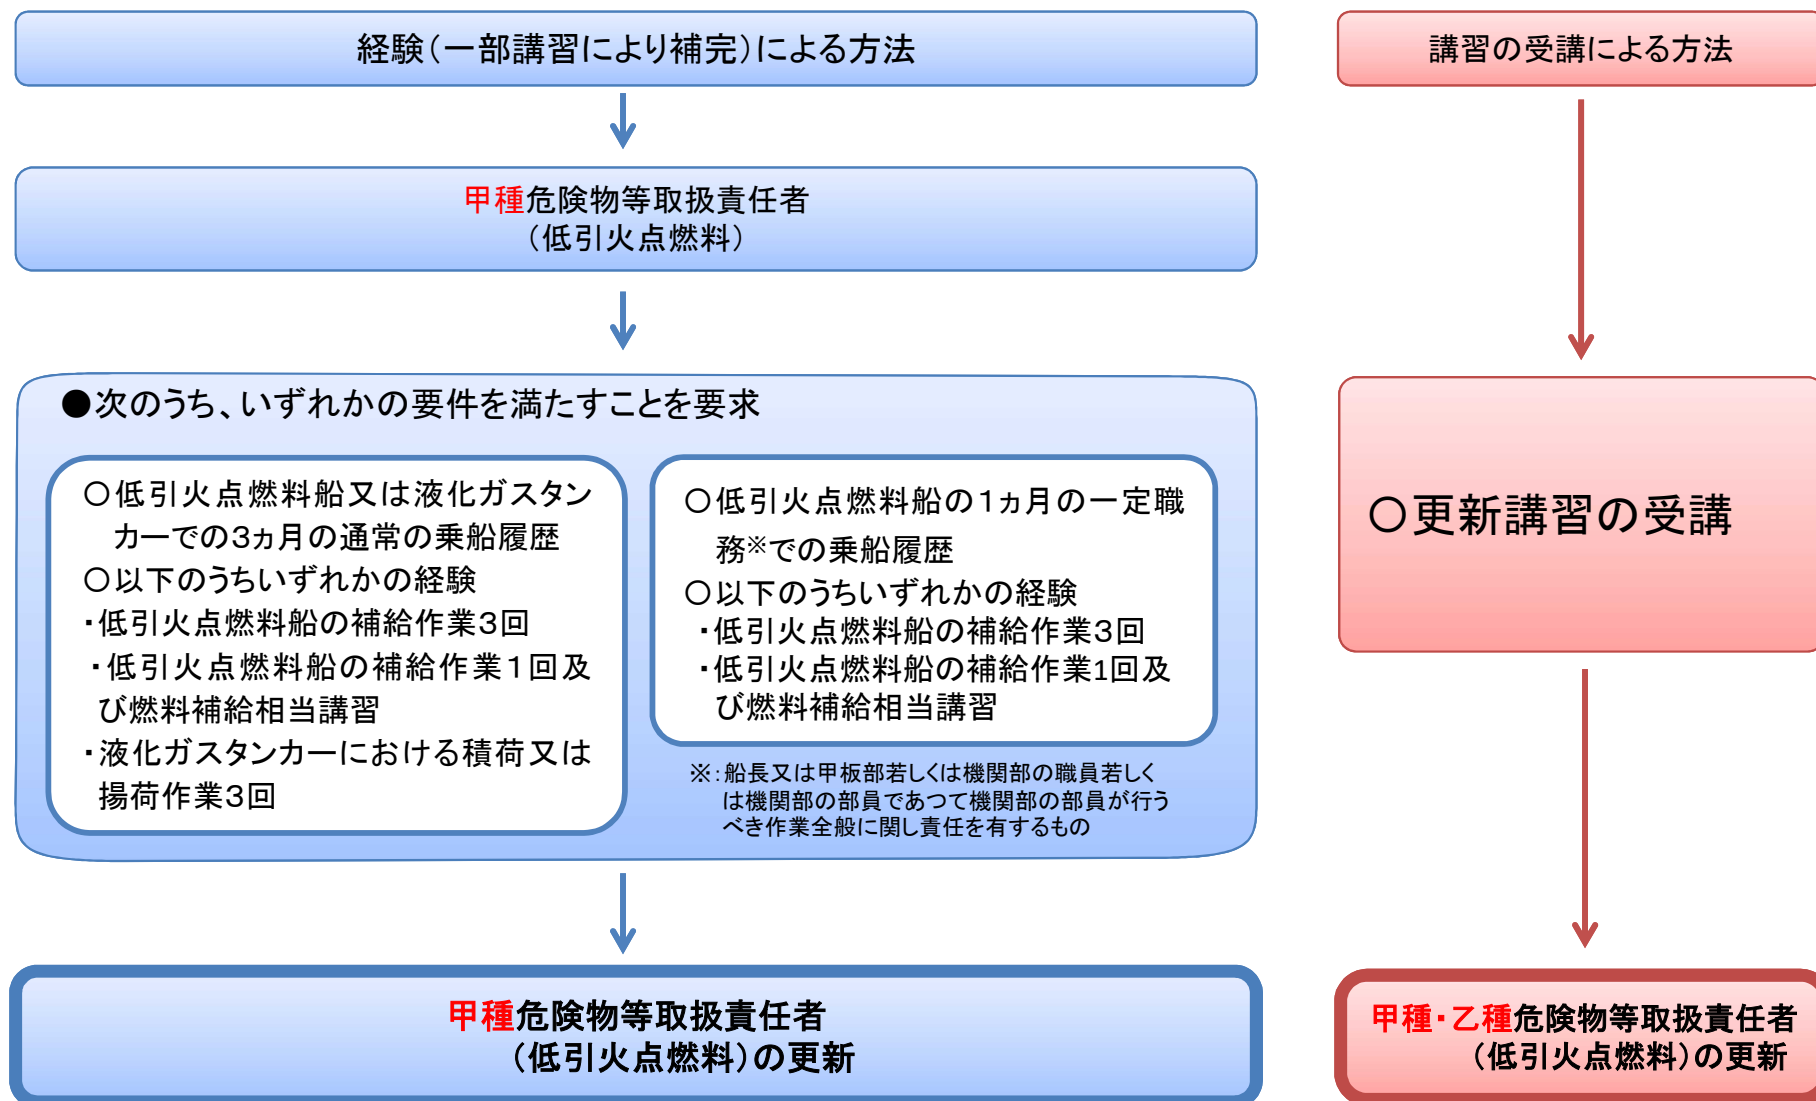 経験（一部講習により補完）による方法
甲種危険物等取扱責任者
（低引火点燃料）
●次のうち、いずれかの要件を満たすことを要求
〇低引火点燃料船又は液化ガスタン
カーでの3ヵ月の通常の乗船履歴
〇以下のうちいずれかの経験
・低引火点燃料船の補給作業3回
・低引火点燃料船の補給作業1回及
び燃料補給相当講習
・液化ガスタンカーにおける積荷又は
揚荷作業3回
〇低引火点燃料船の1ヵ月の一定職
務※での乗船履歴
〇以下のうちいずれかの経験
・低引火点燃料船の補給作業3回
・低引火点燃料船の補給作業1回及
び燃料補給相当講習
※：船長又は甲板部若しくは機関部の職員若しく
は機関部の部員であつて機関部の部員が行う
べき作業全般に関し責任を有するもの
甲種危険物等取扱責任者
（低引火点燃料）の更新
講習の受講による方法
〇更新講習の受講
甲種・乙種危険物等取扱責任者
（低引火点燃料）の更新